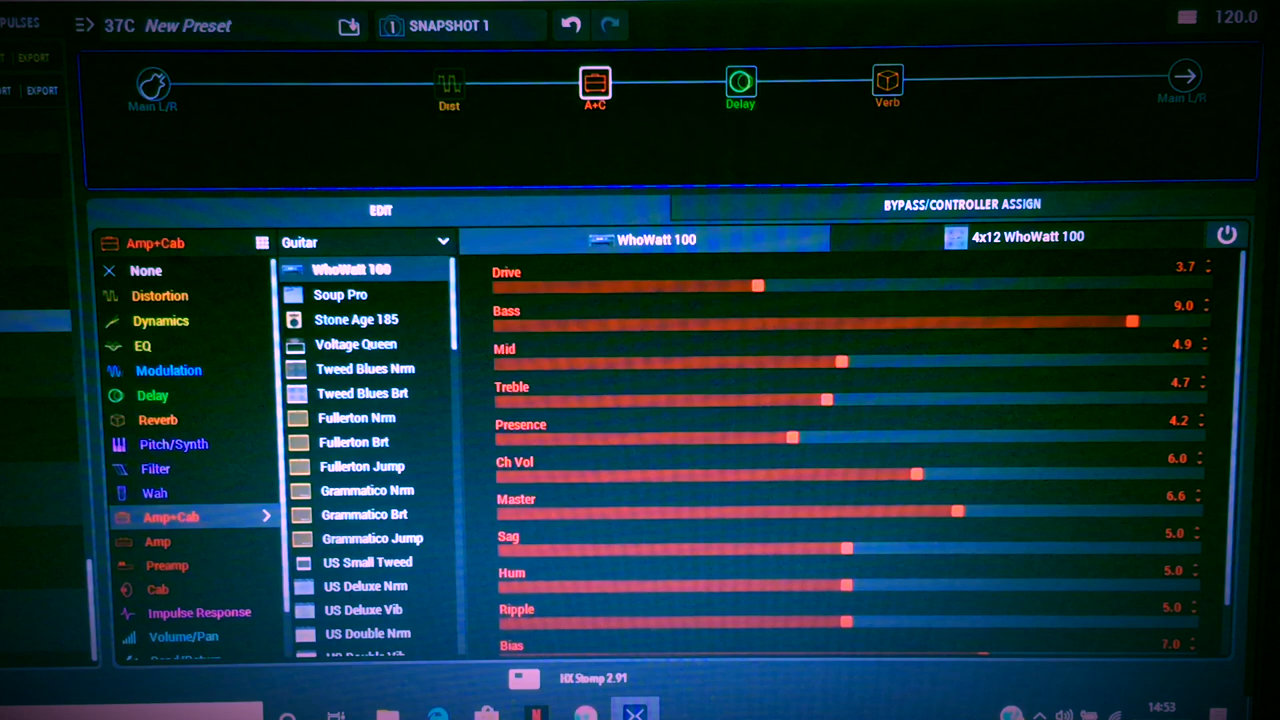 PULSES
37C New Preset
1 SNAPSHOT 1
120.0
EXPORT
EXPORT
Main L/R
Dist
A+C
Delay
Verb
Main L/R
EDIT
BYPASS/CONTROLLER ASSIGN
Amp+Cab
Guitar
WhoWatt 100
4x12 WhoWatt 100
None
Distortion
Dynamics
EQ
Modulation
Delay
Reverb
Pitch/Synth
Filter
Wah
Amp+Cab
Amp
Preamp
Cab
Impulse Response
Volume/Pan
Send/Return
WhoWatt 100
Soup Pro
Stone Age 185
Voltage Queen
Tweed Blues Nrm
Tweed Blues Brt
Fullerton Nrm
Fullerton Brt
Fullerton Jump
Grammatico Nrm
Grammatico Brt
Grammatico Jump
US Small Tweed
US Deluxe Nrm
US Deluxe Vib
US Double Nrm
US Double Vib
Drive 3.7
Bass 9.0
Mid 4.9
Treble 4.7
Presence 4.2
Ch Vol 6.0
Master 6.6
Sag 5.0
Hum 5.0
Ripple 5.0
Bias 7.0
HX Stomp 2.91
N
14:53